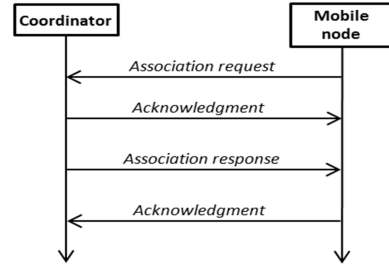 Coordinator
Mobile
node
Association request
Acknowledgment
Association response
Acknowledgment